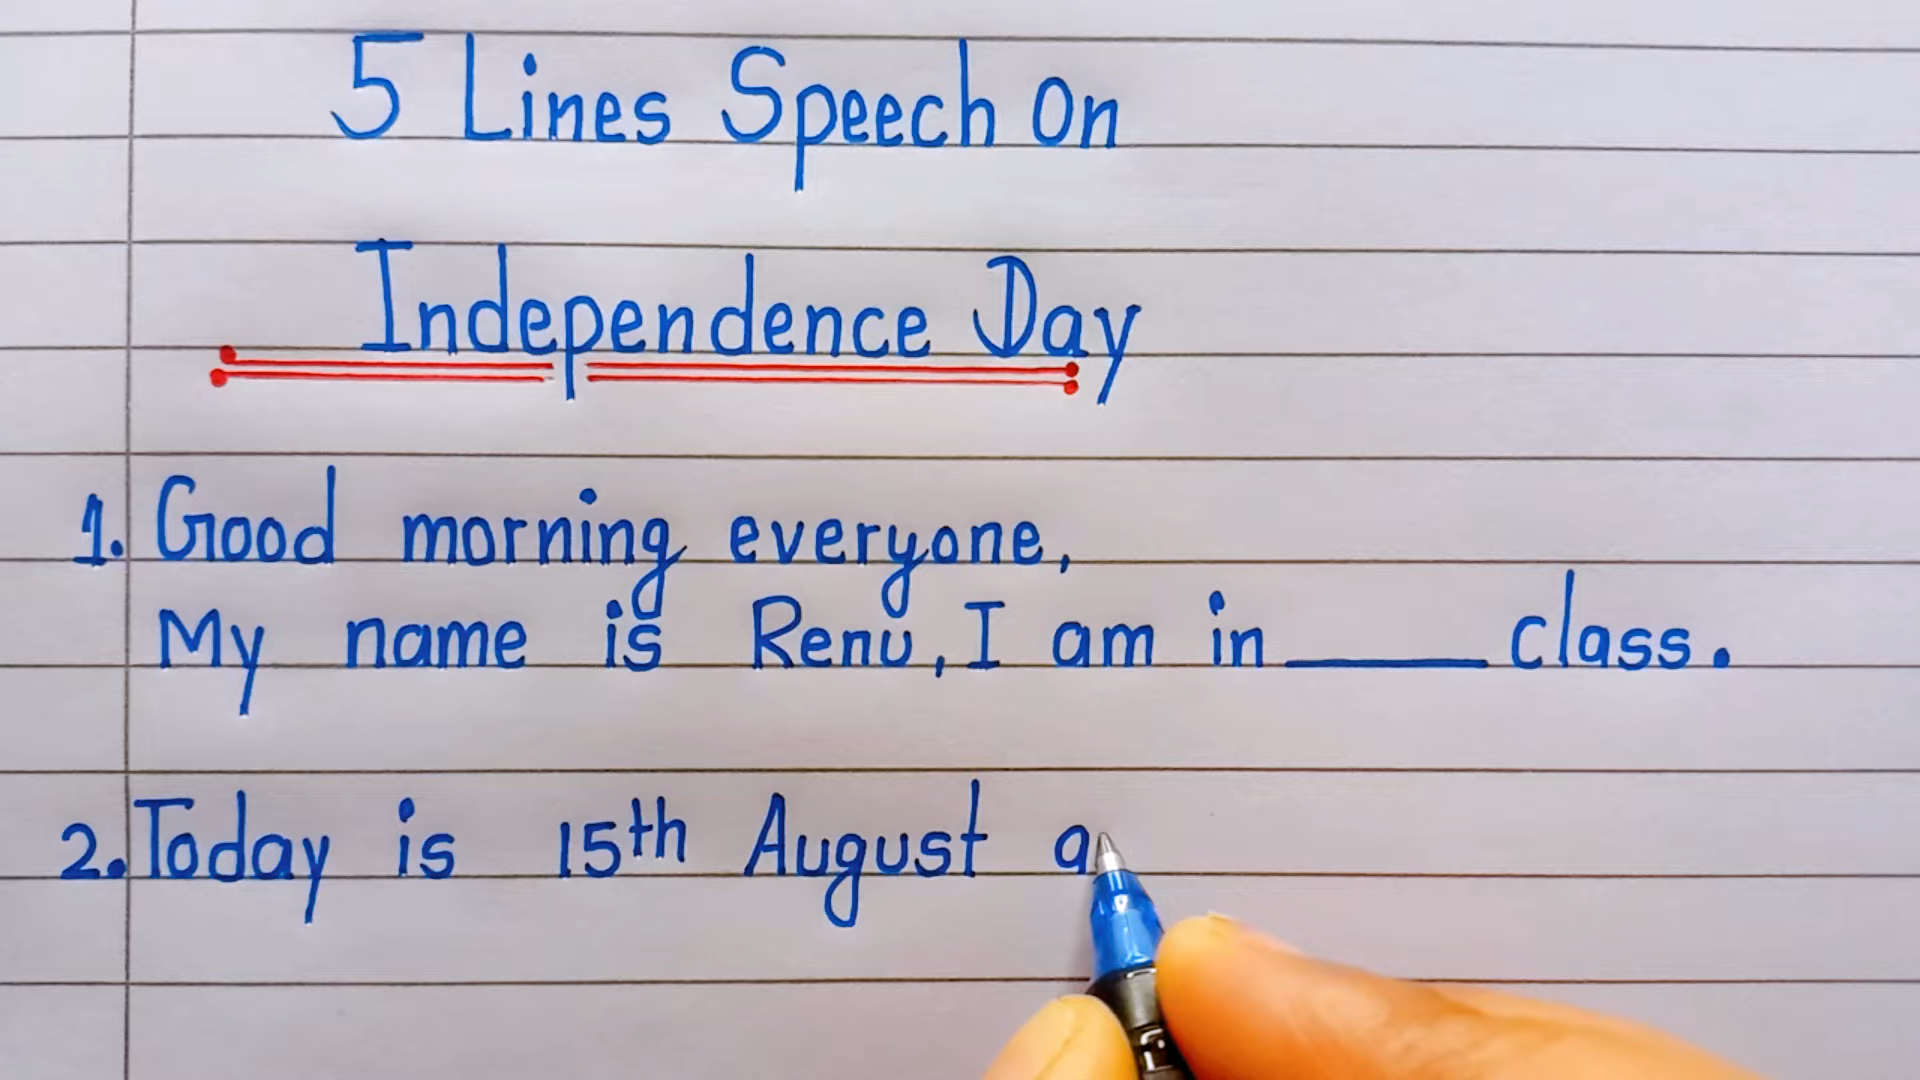 5 Lines Speech On
Independence Day
1. Good morning everyone,
My name is Renu, I am in _____ class.
2. Today is 15th August a